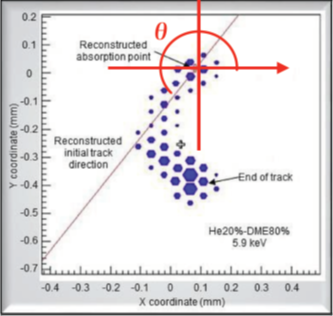 θ
0.2
0.1
0
-0.1
-0.2
-0.3
-0.4
-0.5
-0.6
-0.7
Y coordinate (mm)
Reconstructed
absorption point
Reconstructed
initial track
direction
End of track
He20%-DME80%
5.9 keV
-0.4 -0.3 -0.2 -0.1 0 0.1 0.2 0.3 0.4
X coordinate (mm)